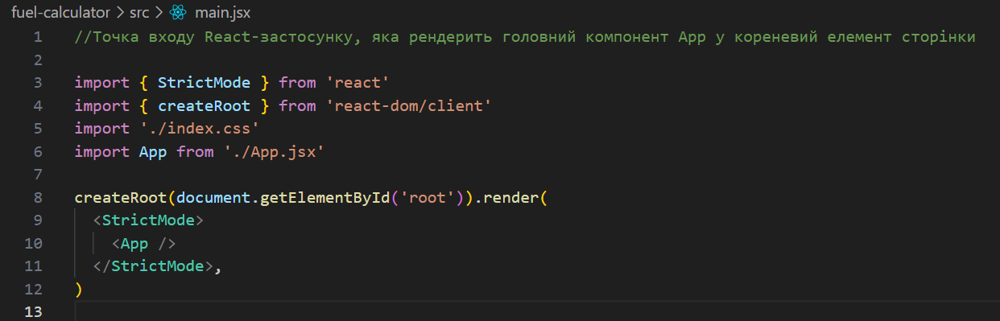 fuel-calculator > src > main.jsx
1 //Точка входу React-застосунку, яка рендерить головний компонент App у кореневий елемент сторінки
2
3 import { StrictMode } from 'react'
4 import { createRoot } from 'react-dom/client'
5 import './index.css'
6 import App from './App.jsx'
7
8 createRoot(document.getElementById('root')).render(
9   <StrictMode>
10     <App />
11   </StrictMode>,
12 )
13